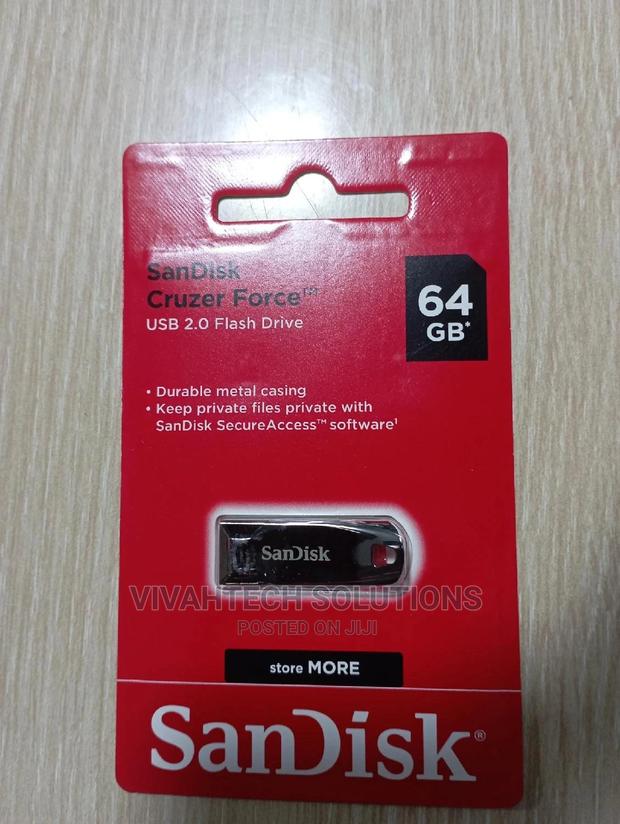 SanDisk
Cruzer Force™
USB 2.0 Flash Drive
64
GB*
• Durable metal casing
• Keep private files private with
SanDisk SecureAccess™ software¹
SanDisk
VIVAHTECH SOLUTIONS
POSTED ON JIJI
store MORE
SanDisk®